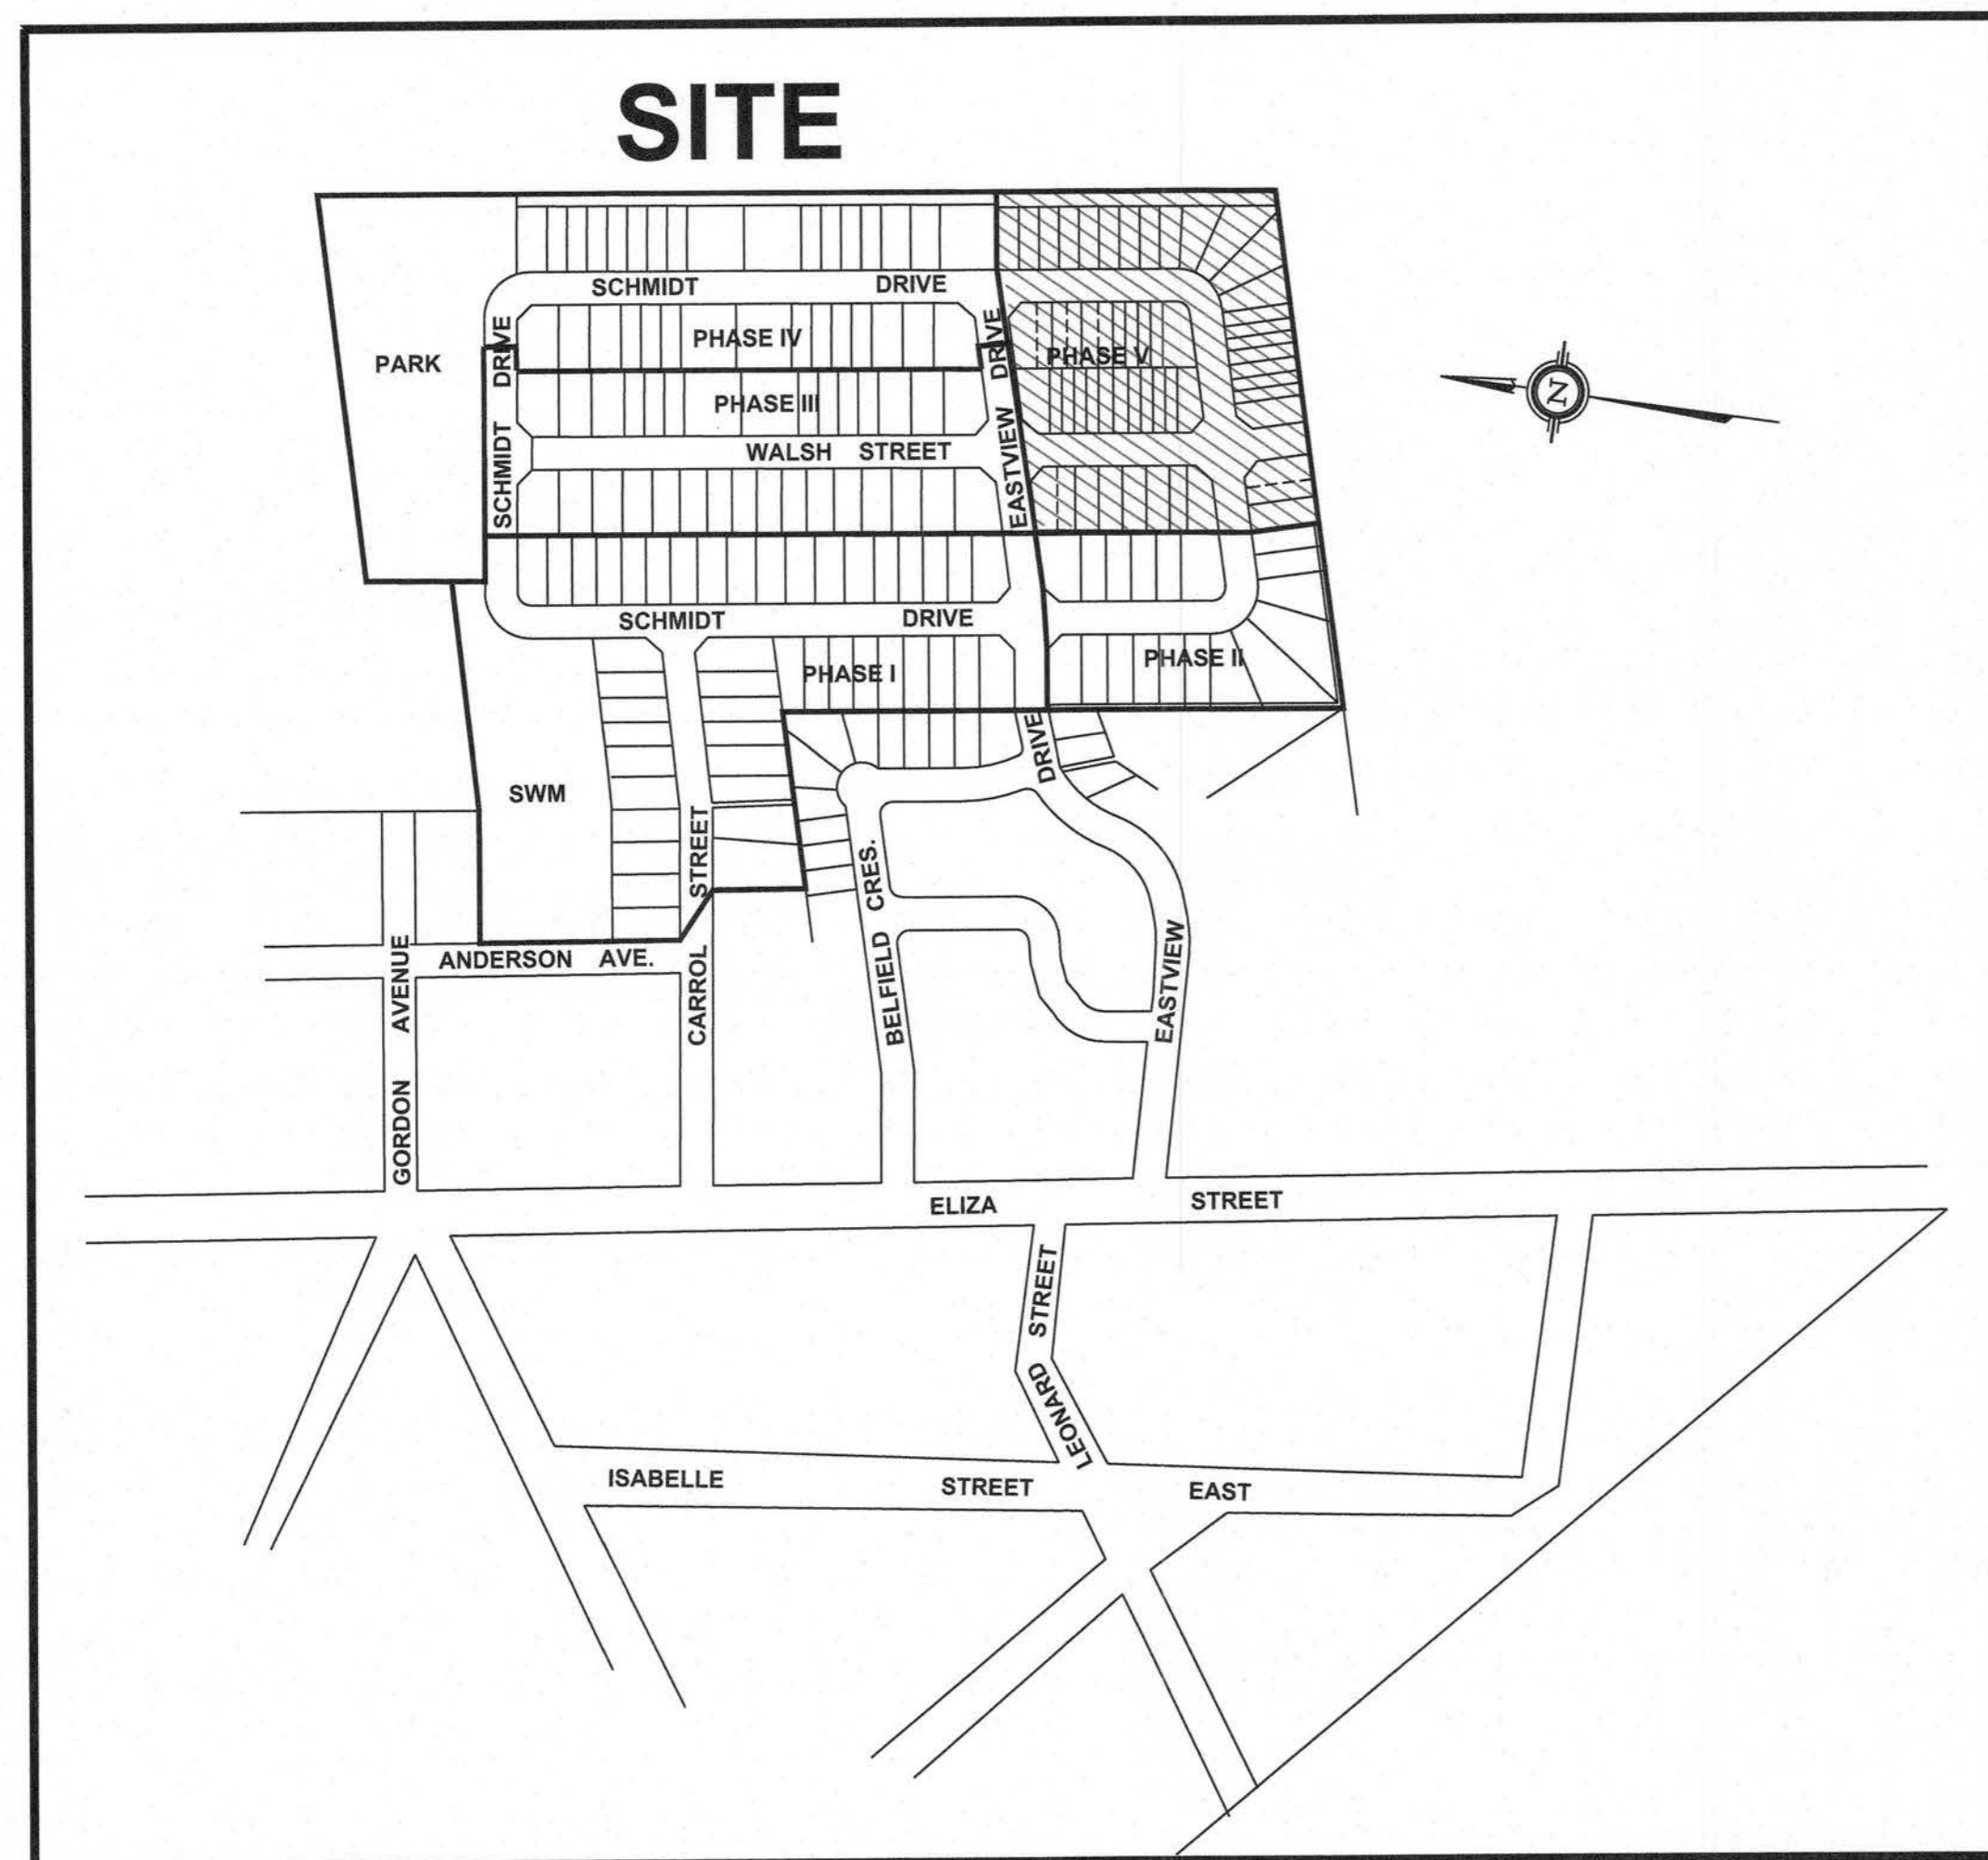 SITE
SCHMIDT DRIVE
PARK
SCHMIDT DRIVE
PHASE IV
EASTVIEW DRIVE
PHASE V
PHASE III
WALSH STREET
N
SCHMIDT DRIVE
PHASE I
PHASE II
SWM
CARROL STREET
BELFIELD CRES.
EASTVIEW DRIVE
GORDON AVENUE
ANDERSON AVE.
ELIZA STREET
LEONARD STREET
ISABELLE STREET EAST